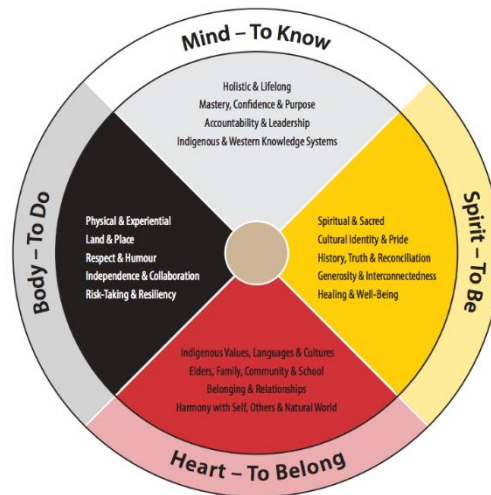 Mind – To Know
Holistic & Lifelong
Mastery, Confidence & Purpose
Accountability & Leadership
Indigenous & Western Knowledge Systems
Body – To Do
Physical & Experiential
Land & Place
Respect & Humour
Independence & Collaboration
Risk-Taking & Resiliency
Spiritual & Sacred
Cultural Identity & Pride
History, Truth & Reconciliation
Generosity & Interconnectedness
Healing & Well-Being
Spirit – To Be
Indigenous Values, Languages & Cultures
Elders, Family, Community & School
Belonging & Relationships
Harmony with Self, Others & Natural World
Heart – To Belong